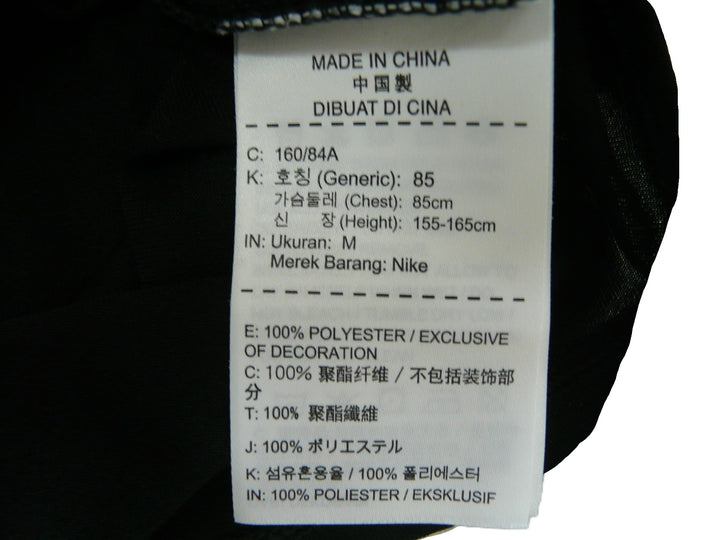 MADE IN CHINA
中国製
DIBUAT DI CINA
C: 160/84A
K: 호칭 (Generic): 85
가슴둘레 (Chest): 85cm
신 장 (Height): 155-165cm
IN: Ukuran: M
Merek Barang: Nike
E: 100% POLYESTER / EXCLUSIVE
OF DECORATION
C: 100% 聚酯纤维 / 不包括装饰部
分
T: 100% 聚酯纖維
J: 100% ポリエステル
K: 섬유혼용율 / 100% 폴리에스터
IN: 100% POLIESTER / EKSKLUSIF